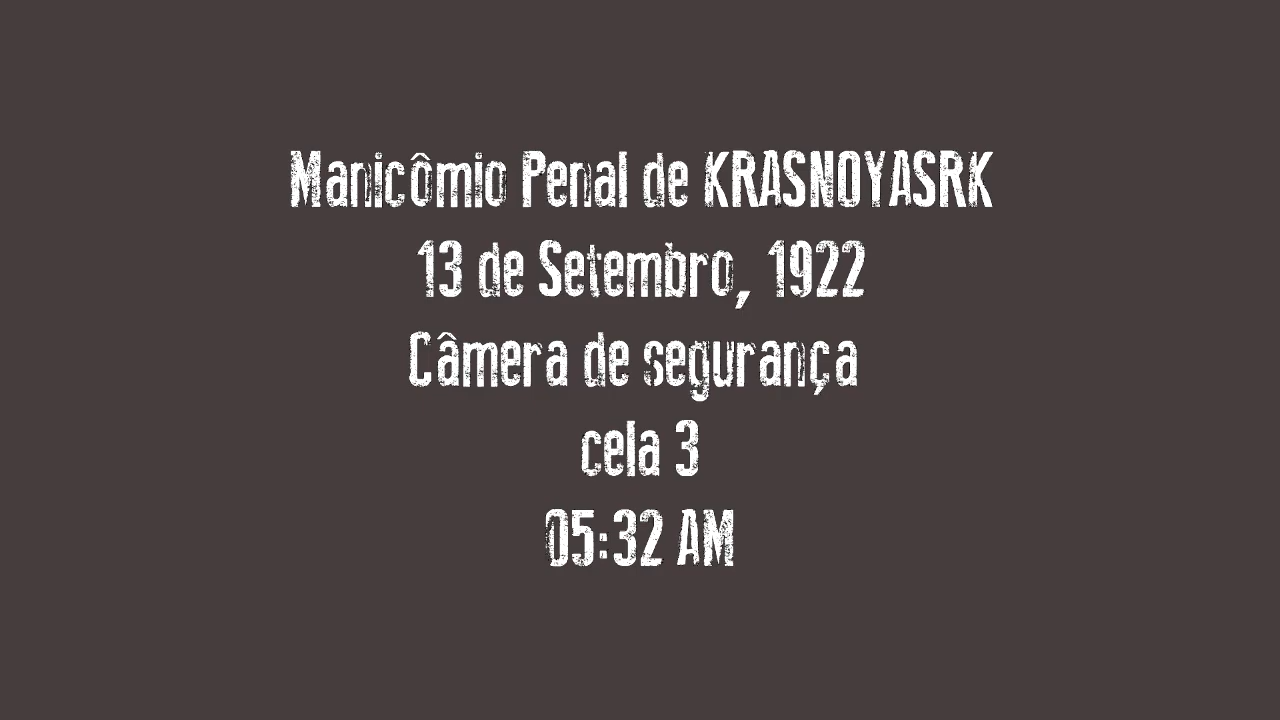 Manicômio Penal de KRASNOYASRK
13 de Setembro, 1922
Câmera de segurança
cela 3
05:32 AM